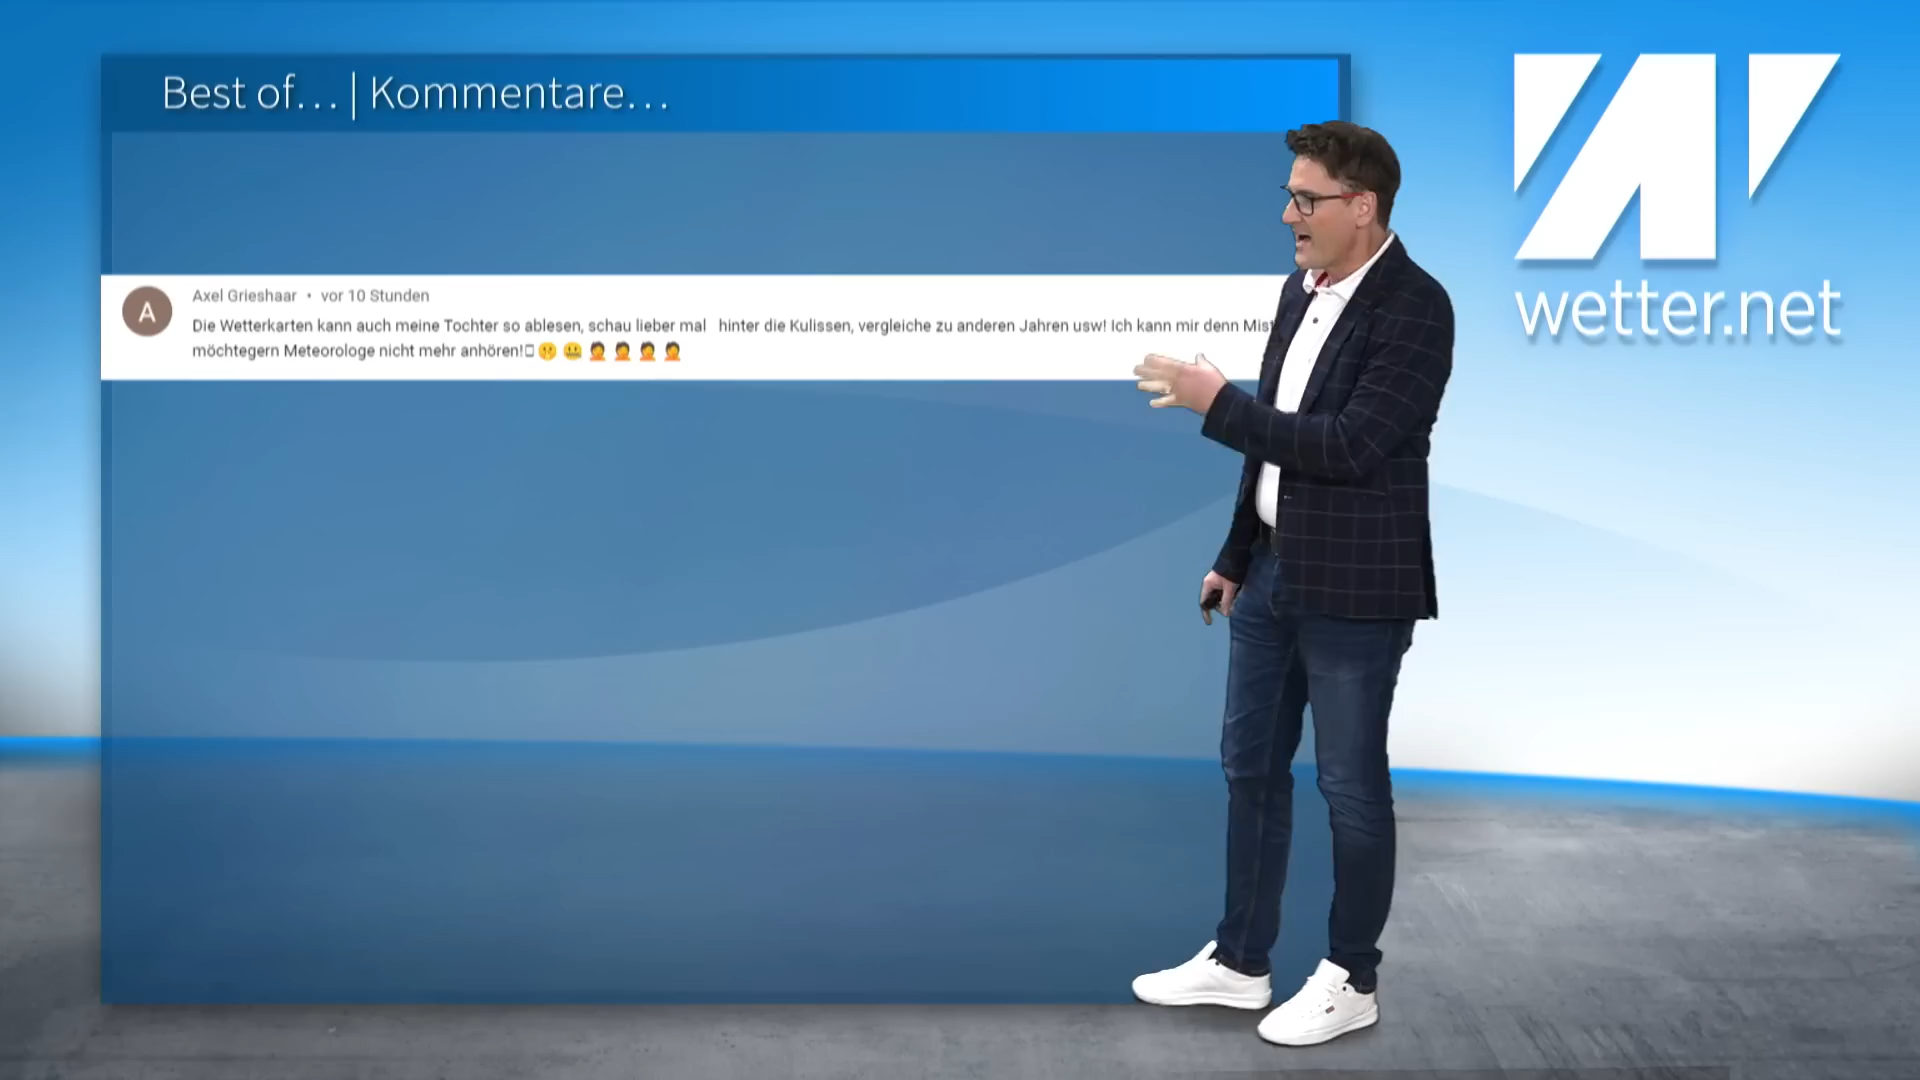 Best of... | Kommentare...
Axel Grieshaar • vor 10 Stunden
A
Die Wetterkarten kann auch meine Tochter so ablesen, schau lieber mal hinter die Kulissen, vergleiche zu anderen Jahren usw! Ich kann mir denn
möchtegern Meteorologe nicht mehr anhören!
wetter.net